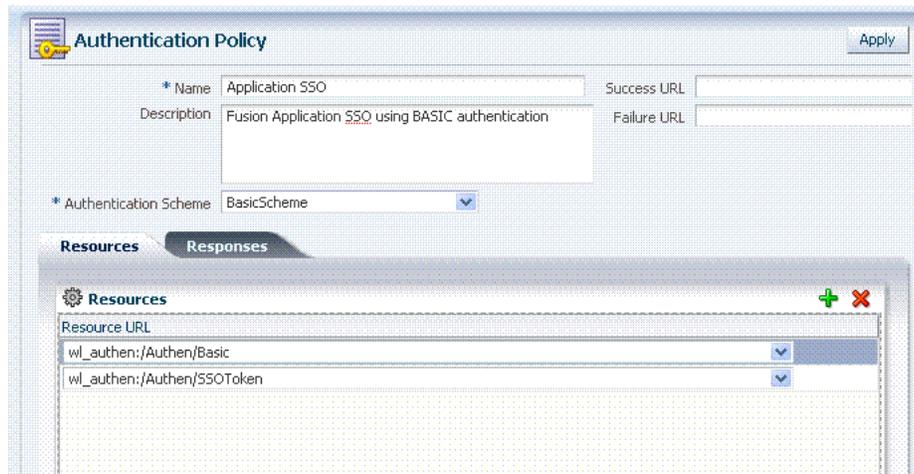 Authentication Policy
Apply
* Name Application SSO
Success URL
Description Fusion Application SSO using BASIC authentication
Failure URL
* Authentication Scheme BasicScheme
Resources Responses
Resources
Resource URL
wl_authen:/Authen/Basic
wl_authen:/Authen/SSOToken